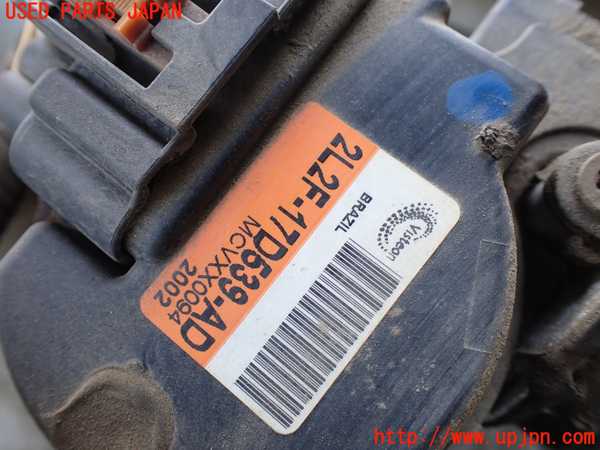 USED PARTS JAPAN
2L2F-17D539-AD
MCVXX0094
2002
BRAZIL
Visteon
http://www.upjpn.com/